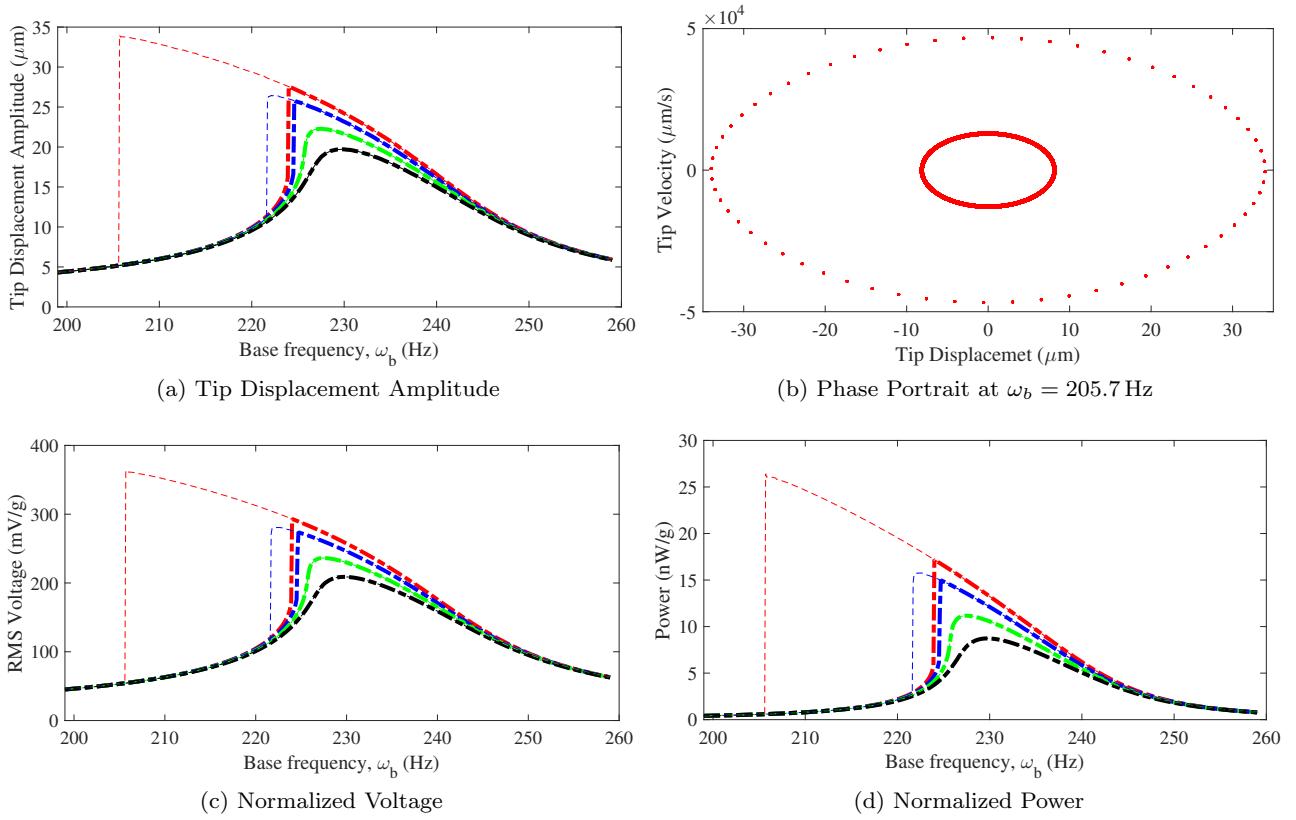 35
30
25
20
15
10
5
0
Tip Displacement Amplitude (μm)
200 210 220 230 240 250 260
Base frequency, ω_b (Hz)
(a) Tip Displacement Amplitude
×10^4
5
0
-5
Tip Velocity (μm/s)
-30 -20 -10 0 10 20 30
Tip Displacemet (μm)
(b) Phase Portrait at ω_b = 205.7 Hz
400
300
200
100
0
RMS Voltage (mV/g)
200 210 220 230 240 250 260
Base frequency, ω_b (Hz)
(c) Normalized Voltage
30
25
20
15
10
5
0
Power (nW/g)
200 210 220 230 240 250 260
Base frequency, ω_b (Hz)
(d) Normalized Power